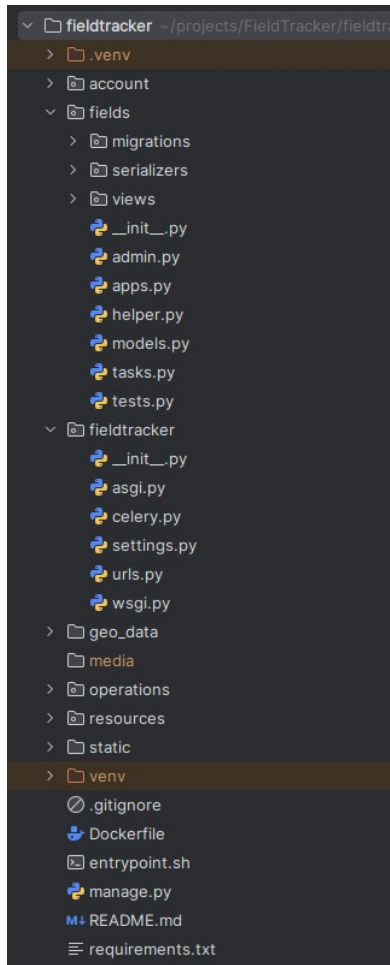 fieldtracker ~/projects/FieldTracker/fieldtra
.venv
account
fields
migrations
serializers
views
__init__.py
admin.py
apps.py
helper.py
models.py
tasks.py
tests.py
fieldtracker
__init__.py
asgi.py
celery.py
settings.py
urls.py
wsgi.py
geo_data
media
operations
resources
static
venv
.gitignore
Dockerfile
entrypoint.sh
manage.py
M↓ README.md
requirements.txt